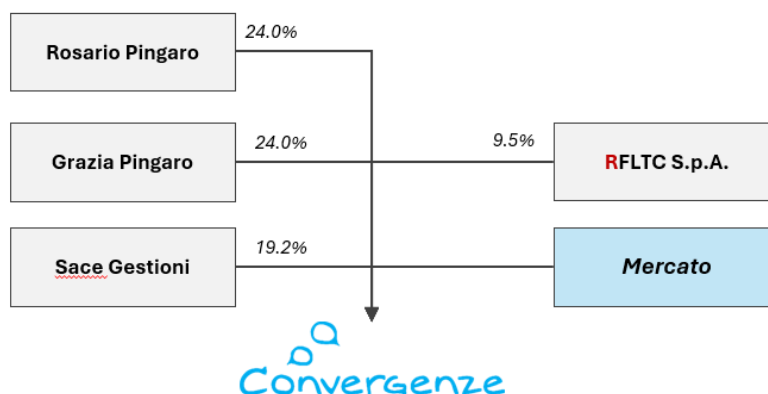 24.0%
Rosario Pingaro
24.0%
Grazia Pingaro
9.5%
RFLTC S.p.A.
19.2%
Sace Gestioni
Mercato
Convergenze